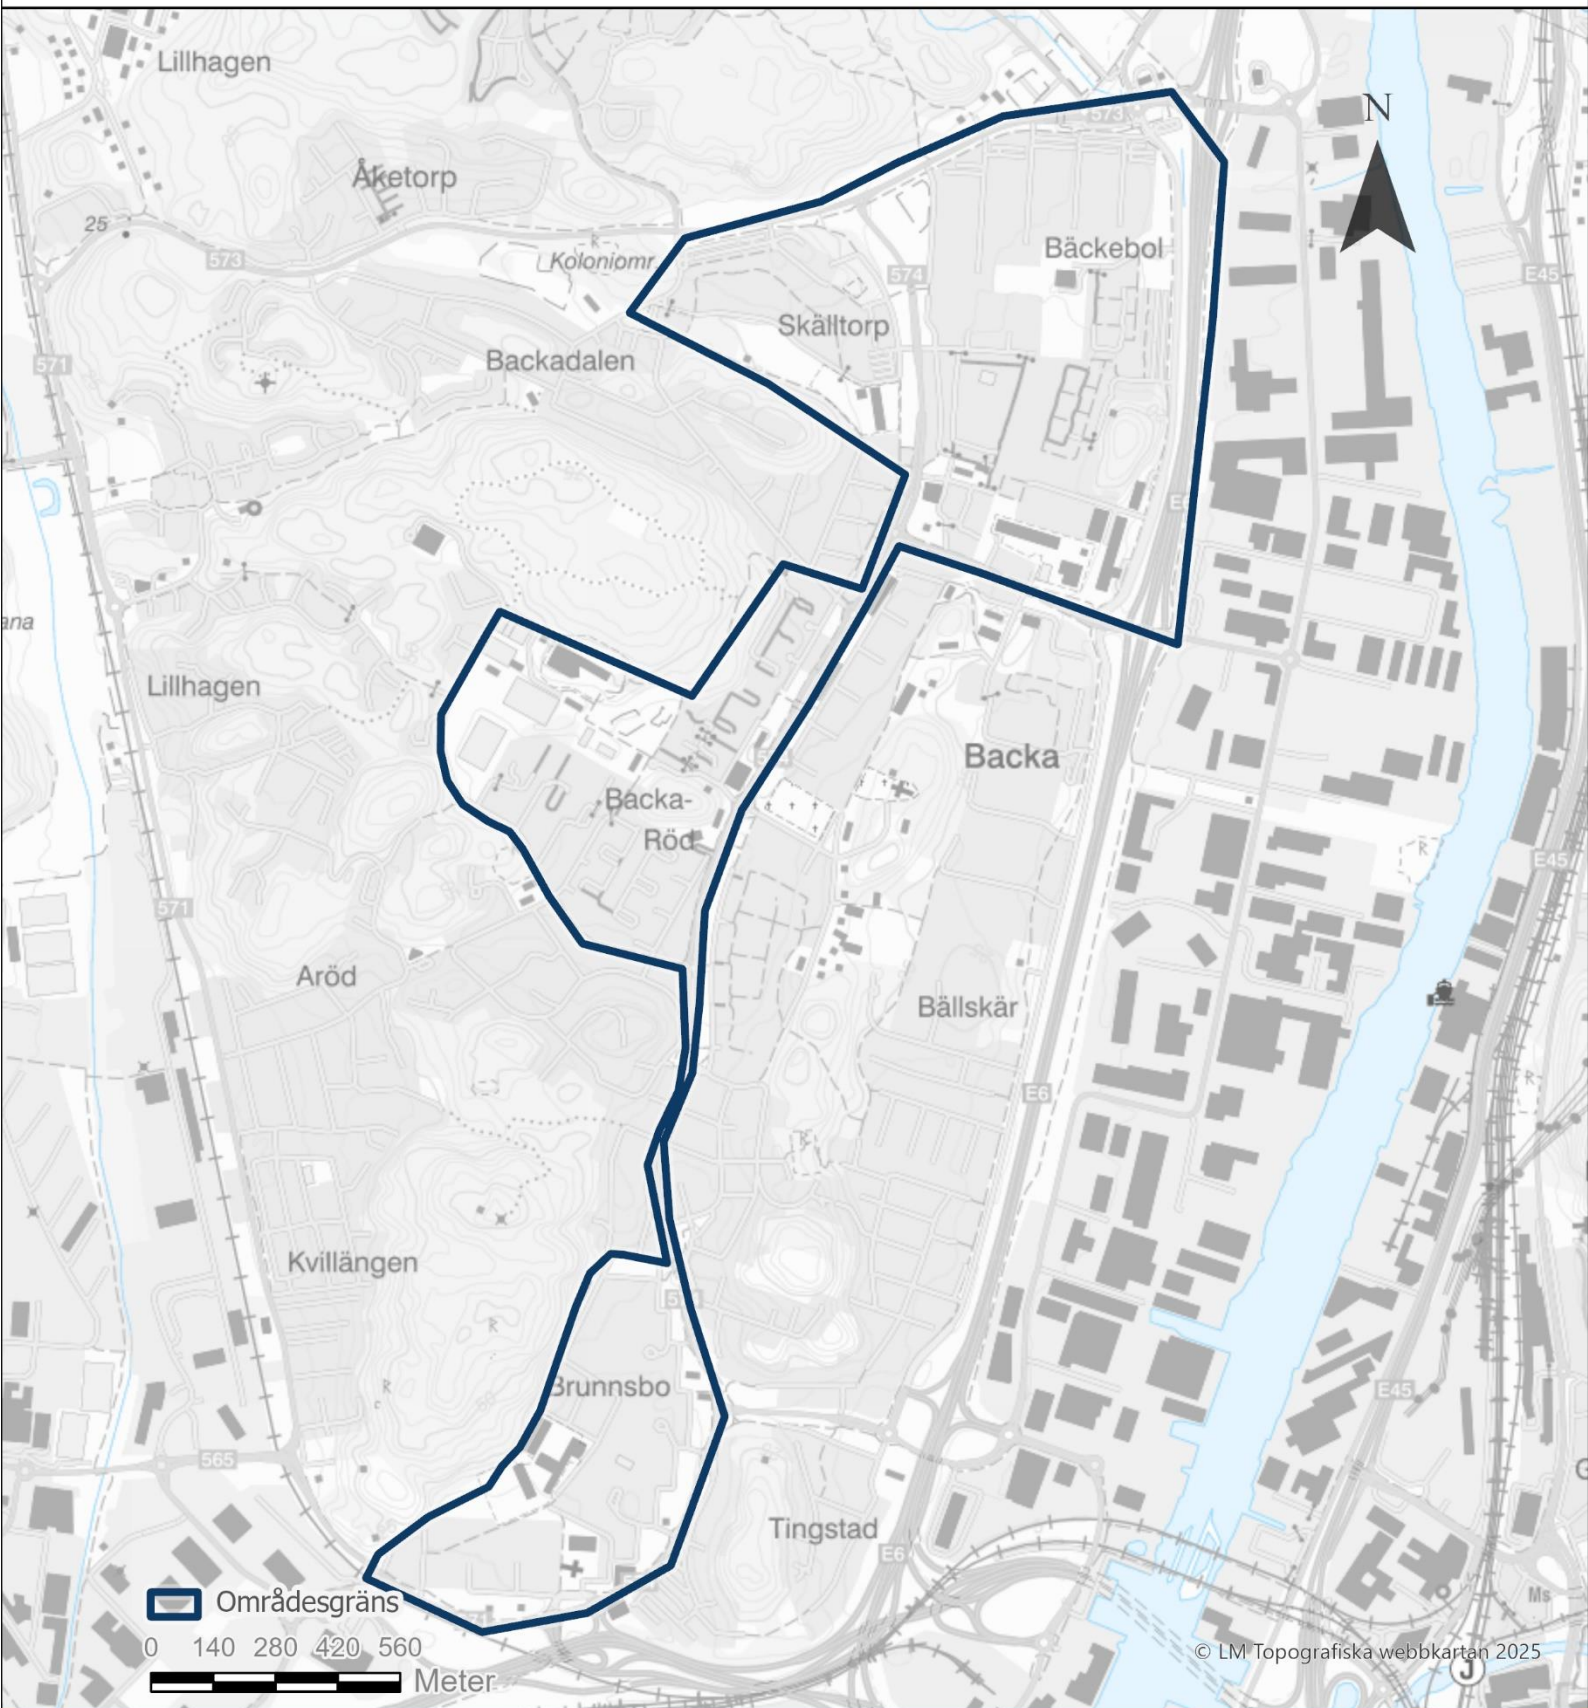 Lillhagen
573
N
Åketorp
25
573
Koloniomr
Bäckebol
574
E45
Skälltorp
571
Backadalen
E6
ana
Lillhagen
Backa
Backa-
Röd
R
E45
571
Aröd
Bällskär
E6
R
R
Kvillängen
R
Brunnsbo
E45
R
565
Tingstad
E6
Områdesgräns
Ms
0 140 280 420 560
Meter
© LM Topografiska webbkartan 2025
J